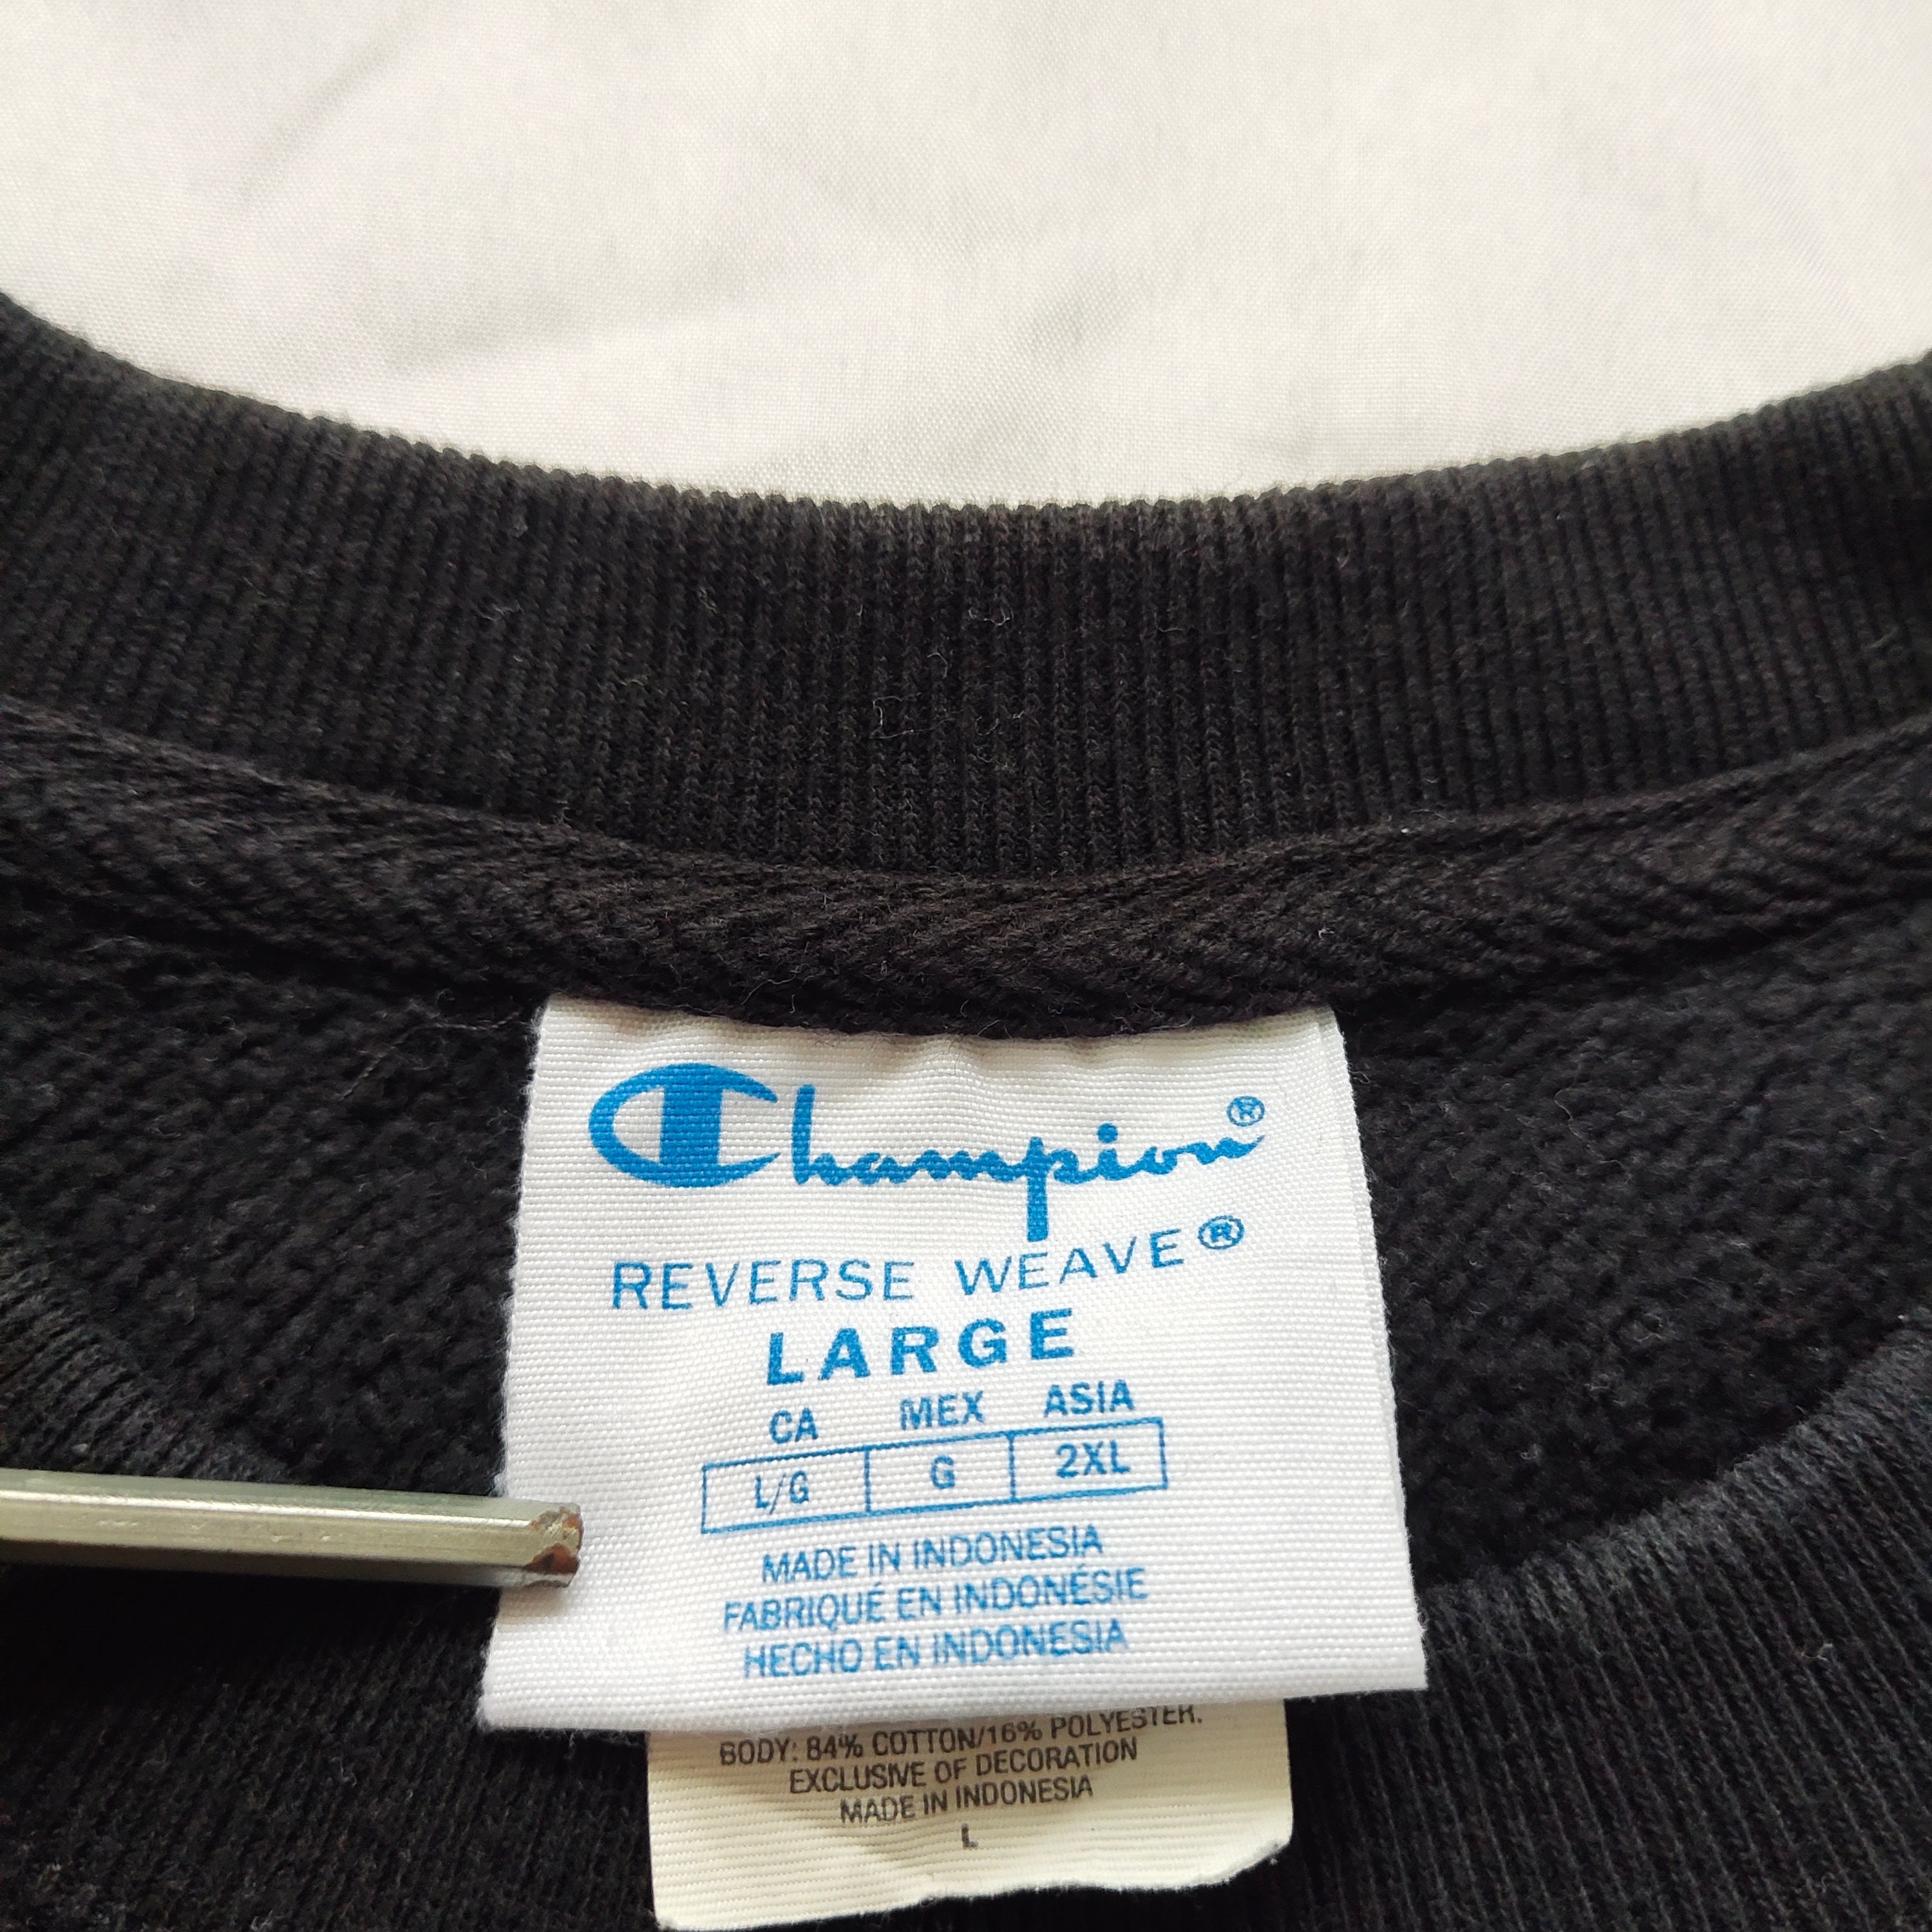 Champion®
REVERSE WEAVE®
LARGE
CA MEX ASIA
L/G G 2XL
MADE IN INDONESIA
FABRIQUÉ EN INDONÉSIE
HECHO EN INDONESIA
BODY: 84% COTTON/16% POLYESTER.
EXCLUSIVE OF DECORATION
MADE IN INDONESIA
L